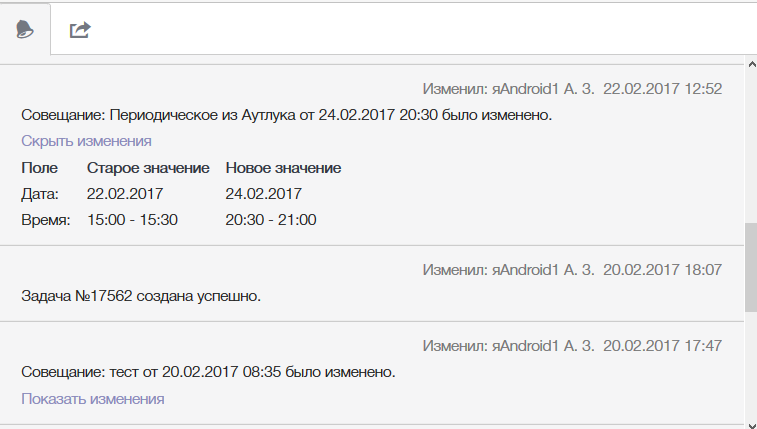 Изменил: яAndroid1 А. З. 22.02.2017 12:52
Совещание: Периодическое из Аутлука от 24.02.2017 20:30 было изменено.
Скрыть изменения
Поле Старое значение Новое значение
Дата: 22.02.2017 24.02.2017
Время: 15:00 - 15:30 20:30 - 21:00
Изменил: яAndroid1 А. З. 20.02.2017 18:07
Задача №17562 создана успешно.
Изменил: яAndroid1 А. З. 20.02.2017 17:47
Совещание: тест от 20.02.2017 08:35 было изменено.
Показать изменения